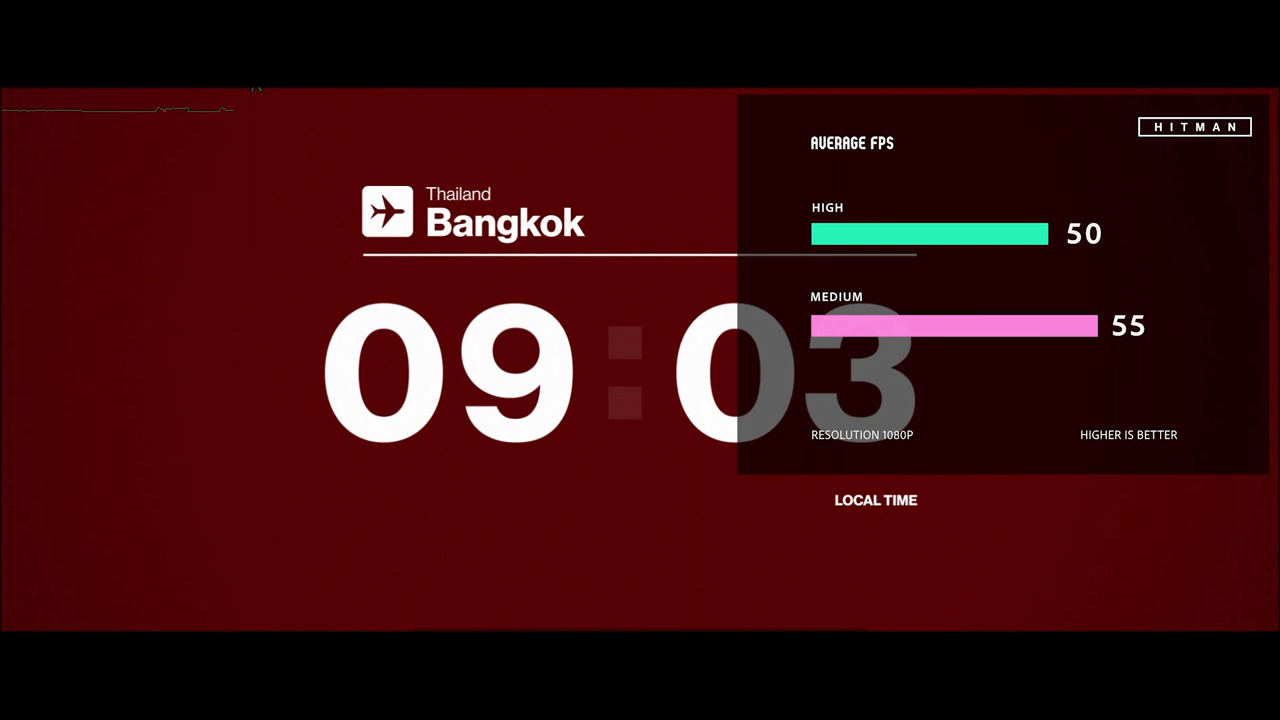 Thailand
Bangkok
09:03
LOCAL TIME
HITMAN
AVERAGE FPS
HIGH
50
MEDIUM
55
RESOLUTION 1080P
HIGHER IS BETTER